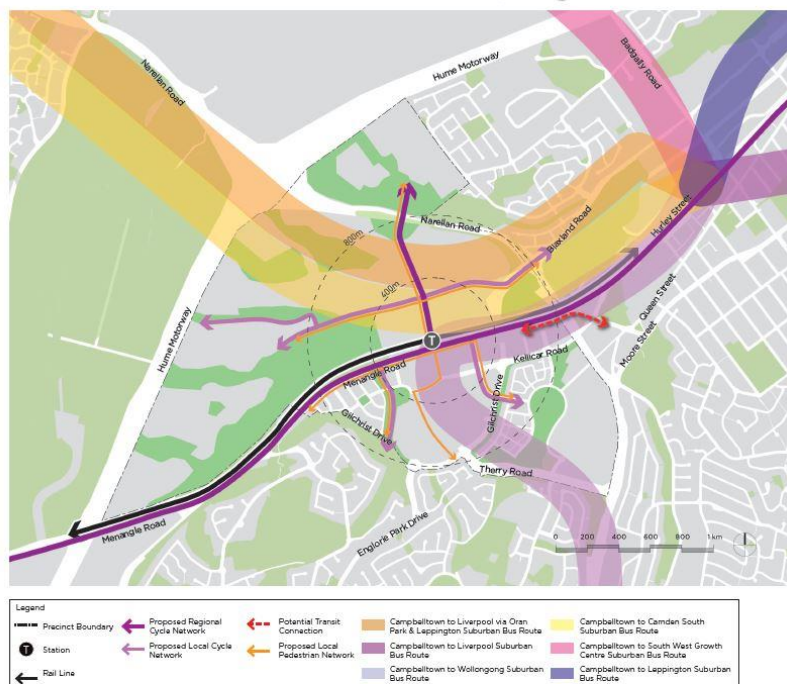 Narellan Road
Hume Motorway
Badgally Road
Narellan Road
Blaxland Road
Hurley Street
800m
400m
Queen Street
Moore Street
Hume Motorway
T
Menangle Road
Kellicar Road
Gilchrist Drive
Gilchrist Drive
Therry Road
Menangle Road
Englorie Park Drive
0 200 400 600 800 1km
Legend
Precinct Boundary
T Station
Rail Line
Proposed Regional
Cycle Network
Proposed Local Cycle
Network
Potential Transit
Connection
Proposed Local
Pedestrian Network
Campbelltown to Liverpool via Oran
Park & Leppington Suburban Bus Route
Campbelltown to Liverpool Suburban
Bus Route
Campbelltown to Wollongong Suburban
Bus Route
Campbelltown to Camden South
Suburban Bus Route
Campbelltown to South West Growth
Centre Suburban Bus Route
Campbelltown to Leppington Suburban
Bus Route